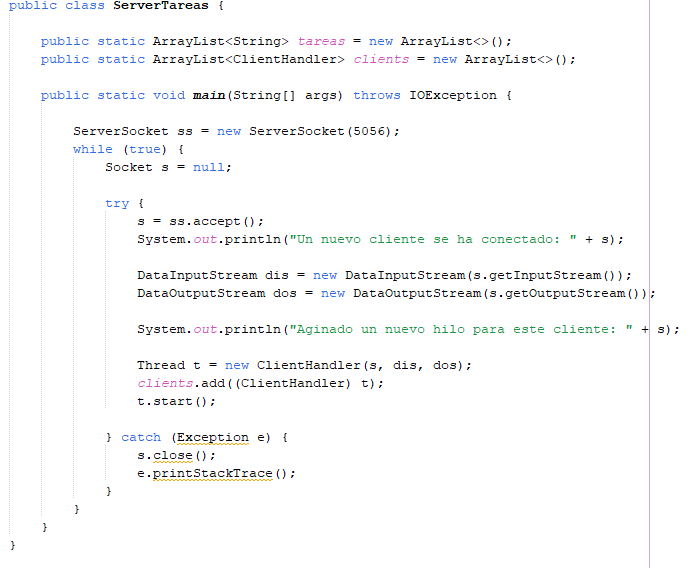 public class ServerTareas {
public static ArrayList<String> tareas = new ArrayList<>();
public static ArrayList<ClientHandler> clients = new ArrayList<>();
public static void main(String[] args) throws IOException {
ServerSocket ss = new ServerSocket(5056);
while (true) {
Socket s = null;
try {
s = ss.accept();
System.out.println("Un nuevo cliente se ha conectado: " + s);
DataInputStream dis = new DataInputStream(s.getInputStream());
DataOutputStream dos = new DataOutputStream(s.getOutputStream());
System.out.println("Aginado un nuevo hilo para este cliente: " + s);
Thread t = new ClientHandler(s, dis, dos);
clients.add((ClientHandler) t);
t.start();
} catch (Exception e) {
s.close();
e.printStackTrace();
}
}
}
}